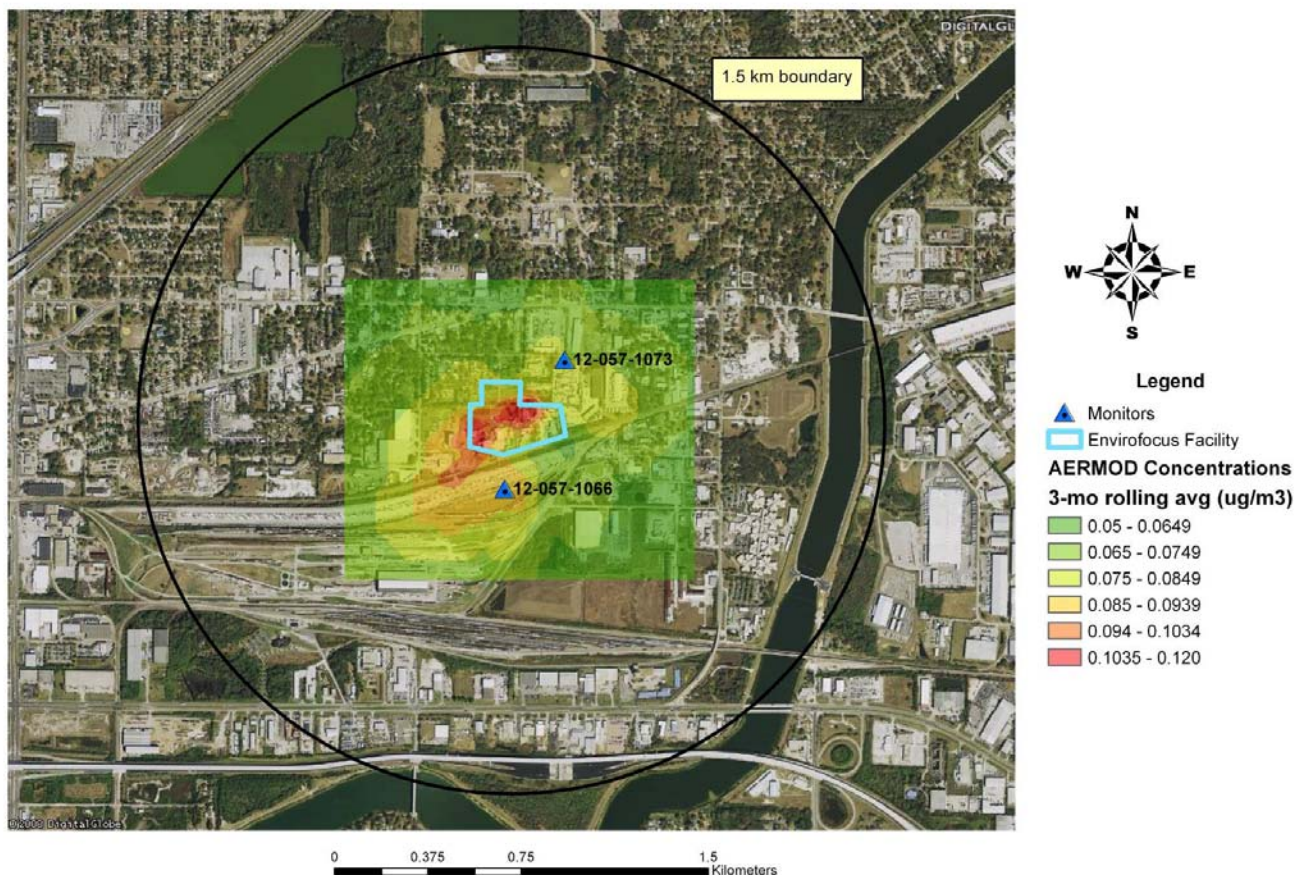 DIGITALGL
1.5 km boundary
12-057-1073
12-057-1066
©2008 DigitalGlobe
N
W
E
S
Legend
Monitors
Envirofocus Facility
AERMOD Concentrations
3-mo rolling avg (ug/m3)
0.05 - 0.0649
0.065 - 0.0749
0.075 - 0.0849
0.085 - 0.0939
0.094 - 0.1034
0.1035 - 0.120
0 0.375 0.75 1.5
Kilometers